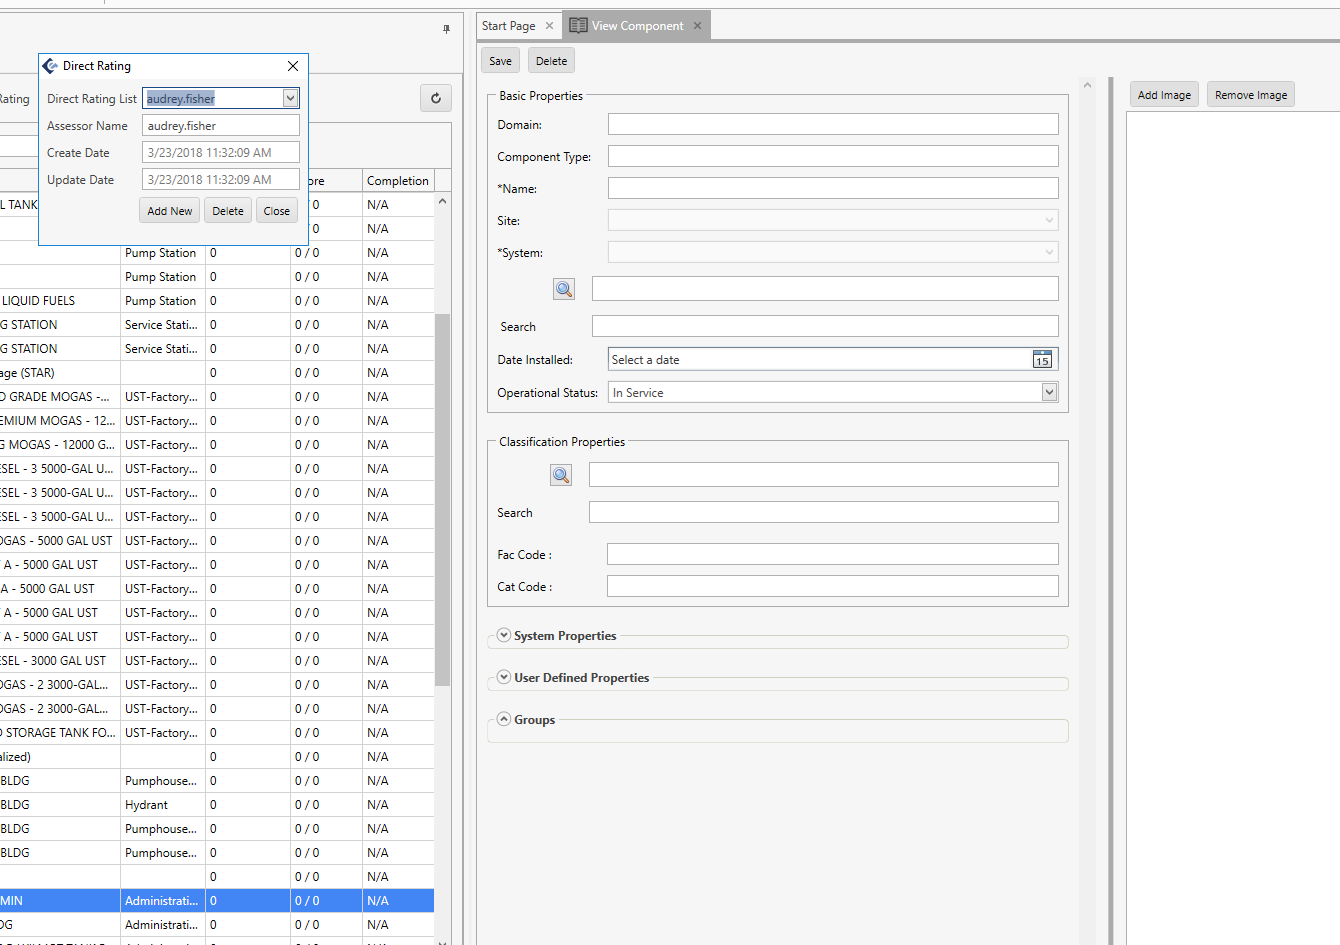 Direct Rating
Rating
Direct Rating List audrey.fisher
Assessor Name audrey.fisher
Create Date 3/23/2018 11:32:09 AM
Update Date 3/23/2018 11:32:09 AM
Add New Delete Close
Completion
L TANK 0 N/A
0 N/A
Pump Station 0 0 / 0 N/A
Pump Station 0 0 / 0 N/A
LIQUID FUELS Pump Station 0 0 / 0 N/A
G STATION Service Stati... 0 0 / 0 N/A
G STATION Service Stati... 0 0 / 0 N/A
age (STAR) 0 0 / 0 N/A
D GRADE MOGAS -... UST-Factory... 0 0 / 0 N/A
EMIUM MOGAS - 12... UST-Factory... 0 0 / 0 N/A
G MOGAS - 12000 G... UST-Factory... 0 0 / 0 N/A
ESEL - 3 5000-GAL U... UST-Factory... 0 0 / 0 N/A
ESEL - 3 5000-GAL U... UST-Factory... 0 0 / 0 N/A
ESEL - 3 5000-GAL U... UST-Factory... 0 0 / 0 N/A
OGAS - 5000 GAL UST UST-Factory... 0 0 / 0 N/A
A - 5000 GAL UST UST-Factory... 0 0 / 0 N/A
A - 5000 GAL UST UST-Factory... 0 0 / 0 N/A
A - 5000 GAL UST UST-Factory... 0 0 / 0 N/A
A - 5000 GAL UST UST-Factory... 0 0 / 0 N/A
ESEL - 3000 GAL UST UST-Factory... 0 0 / 0 N/A
OGAS - 2 3000-GAL... UST-Factory... 0 0 / 0 N/A
OGAS - 2 3000-GAL... UST-Factory... 0 0 / 0 N/A
D STORAGE TANK FO... UST-Factory... 0 0 / 0 N/A
alized) 0 0 / 0 N/A
BLDG Pumphouse... 0 0 / 0 N/A
BLDG Hydrant 0 0 / 0 N/A
BLDG Pumphouse... 0 0 / 0 N/A
BLDG Pumphouse... 0 0 / 0 N/A
0 0 / 0 N/A
MIN Administrati... 0 0 / 0 N/A
DG Administrati... 0 0 / 0 N/A
Start Page View Component
Save Delete
Basic Properties
Domain:
Component Type:
*Name:
Site:
*System:
Search
Date Installed: Select a date 15
Operational Status: In Service
Classification Properties
Search
Fac Code :
Cat Code :
System Properties
User Defined Properties
Groups
Add Image Remove Image